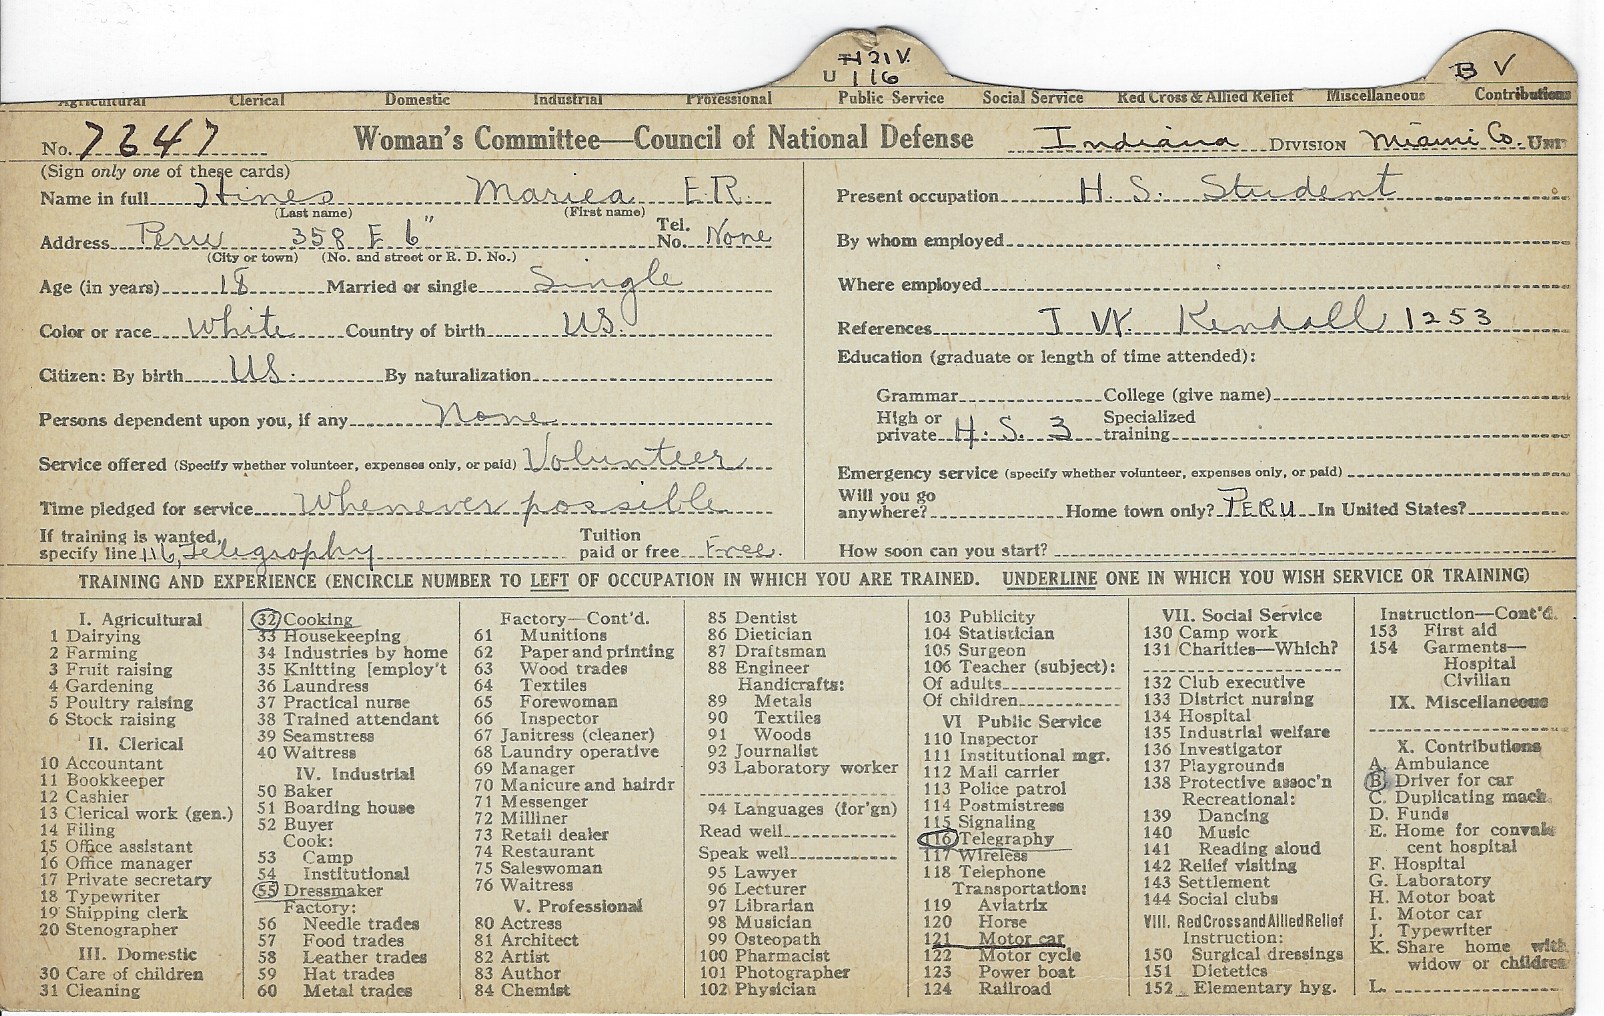 H 21 V.
U 116
B V
Agricultural Clerical Domestic Industrial Professional Public Service Social Service Red Cross & Allied Relief Miscellaneous Contributions
No. 7647 Woman's Committee—Council of National Defense Indiana DIVISION Miami Co. UNIT
(Sign only one of these cards)
Name in full Hines Mariea E.R.
(Last name) (First name)
Address Peru 358 E 6" Tel. No. None
(City or town) (No. and street or R. D. No.)
Age (in years) 18 Married or single Single
Color or race White Country of birth U.S.
Citizen: By birth U.S. By naturalization
Persons dependent upon you, if any None
Service offered (Specify whether volunteer, expenses only, or paid) Volunteer
Time pledged for service Whenever possible
If training is wanted, Tuition
specify line 116, Telegraphy paid or free Free.
Present occupation H. S. Student
By whom employed
Where employed
References J W. Kendall 1253
Education (graduate or length of time attended):
Grammar College (give name)
High or Specialized
private H. S. 3 training
Emergency service (specify whether volunteer, expenses only, or paid)
Will you go
anywhere? Home town only? PERU In United States?
How soon can you start?
TRAINING AND EXPERIENCE (ENCIRCLE NUMBER TO LEFT OF OCCUPATION IN WHICH YOU ARE TRAINED. UNDERLINE ONE IN WHICH YOU WISH SERVICE OR TRAINING)
I. Agricultural
1 Dairying
2 Farming
3 Fruit raising
4 Gardening
5 Poultry raising
6 Stock raising
II. Clerical
10 Accountant
11 Bookkeeper
12 Cashier
13 Clerical work (gen.)
14 Filing
15 Office assistant
16 Office manager
17 Private secretary
18 Typewriter
19 Shipping clerk
20 Stenographer
III. Domestic
30 Care of children
31 Cleaning
32 Cooking
33 Housekeeping
34 Industries by home
35 Knitting [employ't
36 Laundress
37 Practical nurse
38 Trained attendant
39 Seamstress
40 Waitress
IV. Industrial
50 Baker
51 Boarding house
52 Buyer
Cook:
53 Camp
54 Institutional
55 Dressmaker
Factory:
56 Needle trades
57 Food trades
58 Leather trades
59 Hat trades
60 Metal trades
Factory—Cont'd.
61 Munitions
62 Paper and printing
63 Wood trades
64 Textiles
65 Forewoman
66 Inspector
67 Janitress (cleaner)
68 Laundry operative
69 Manager
70 Manicure and hairdr
71 Messenger
72 Milliner
73 Retail dealer
74 Restaurant
75 Saleswoman
76 Waitress
V. Professional
80 Actress
81 Architect
82 Artist
83 Author
84 Chemist
85 Dentist
86 Dietician
87 Draftsman
88 Engineer
Handicrafts:
89 Metals
90 Textiles
91 Woods
92 Journalist
93 Laboratory worker
94 Languages (for'gn)
Read well
Speak well
95 Lawyer
96 Lecturer
97 Librarian
98 Musician
99 Osteopath
100 Pharmacist
101 Photographer
102 Physician
103 Publicity
104 Statistician
105 Surgeon
106 Teacher (subject):
Of adults
Of children
VI Public Service
110 Inspector
111 Institutional mgr.
112 Mail carrier
113 Police patrol
114 Postmistress
115 Signaling
116 Telegraphy
117 Wireless
118 Telephone
Transportation:
119 Aviatrix
120 Horse
121 Motor car
122 Motor cycle
123 Power boat
124 Railroad
VII. Social Service
130 Camp work
131 Charities—Which?
132 Club executive
133 District nursing
134 Hospital
135 Industrial welfare
136 Investigator
137 Playgrounds
138 Protective assoc'n
Recreational:
139 Dancing
140 Music
141 Reading aloud
142 Relief visiting
143 Settlement
144 Social clubs
VIII. Red Cross and Allied Relief
Instruction:
150 Surgical dressings
151 Dietetics
152 Elementary hyg.
Instruction—Cont'd.
153 First aid
154 Garments—
Hospital
Civilian
IX. Miscellaneous
X. Contributions
A. Ambulance
B. Driver for car
C. Duplicating mach.
D. Funds
E. Home for convales
cent hospital
F. Hospital
G. Laboratory
H. Motor boat
I. Motor car
J. Typewriter
K. Share home with
widow or children
L.